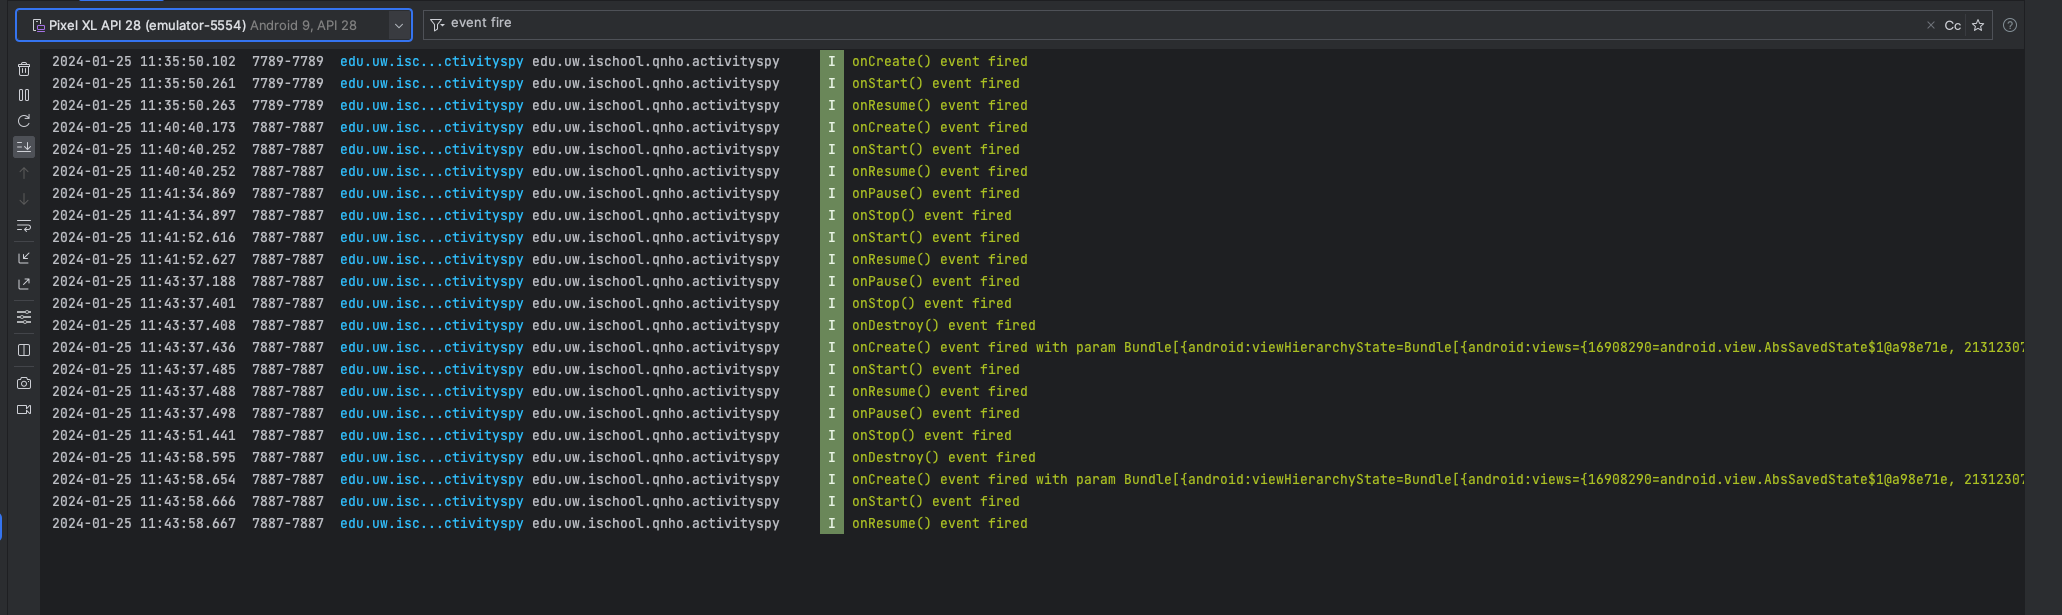 Pixel XL API 28 (emulator-5554) Android 9, API 28
event fire
Cc
2024-01-25 11:35:50.102 7789-7789 edu.uw.isc...ctivityspy edu.uw.ischool.qnho.activityspy I onCreate() event fired
2024-01-25 11:35:50.261 7789-7789 edu.uw.isc...ctivityspy edu.uw.ischool.qnho.activityspy I onStart() event fired
2024-01-25 11:35:50.263 7789-7789 edu.uw.isc...ctivityspy edu.uw.ischool.qnho.activityspy I onResume() event fired
2024-01-25 11:40:40.173 7887-7887 edu.uw.isc...ctivityspy edu.uw.ischool.qnho.activityspy I onCreate() event fired
2024-01-25 11:40:40.252 7887-7887 edu.uw.isc...ctivityspy edu.uw.ischool.qnho.activityspy I onStart() event fired
2024-01-25 11:40:40.252 7887-7887 edu.uw.isc...ctivityspy edu.uw.ischool.qnho.activityspy I onResume() event fired
2024-01-25 11:41:34.869 7887-7887 edu.uw.isc...ctivityspy edu.uw.ischool.qnho.activityspy I onPause() event fired
2024-01-25 11:41:34.897 7887-7887 edu.uw.isc...ctivityspy edu.uw.ischool.qnho.activityspy I onStop() event fired
2024-01-25 11:41:52.616 7887-7887 edu.uw.isc...ctivityspy edu.uw.ischool.qnho.activityspy I onStart() event fired
2024-01-25 11:41:52.627 7887-7887 edu.uw.isc...ctivityspy edu.uw.ischool.qnho.activityspy I onResume() event fired
2024-01-25 11:43:37.188 7887-7887 edu.uw.isc...ctivityspy edu.uw.ischool.qnho.activityspy I onPause() event fired
2024-01-25 11:43:37.401 7887-7887 edu.uw.isc...ctivityspy edu.uw.ischool.qnho.activityspy I onStop() event fired
2024-01-25 11:43:37.408 7887-7887 edu.uw.isc...ctivityspy edu.uw.ischool.qnho.activityspy I onDestroy() event fired
2024-01-25 11:43:37.436 7887-7887 edu.uw.isc...ctivityspy edu.uw.ischool.qnho.activityspy I onCreate() event fired with param Bundle[{android:viewHierarchyState=Bundle[{android:views={16908290=android.view.AbsSavedState$1@a98e71e, 21312307
2024-01-25 11:43:37.485 7887-7887 edu.uw.isc...ctivityspy edu.uw.ischool.qnho.activityspy I onStart() event fired
2024-01-25 11:43:37.488 7887-7887 edu.uw.isc...ctivityspy edu.uw.ischool.qnho.activityspy I onResume() event fired
2024-01-25 11:43:37.498 7887-7887 edu.uw.isc...ctivityspy edu.uw.ischool.qnho.activityspy I onPause() event fired
2024-01-25 11:43:51.441 7887-7887 edu.uw.isc...ctivityspy edu.uw.ischool.qnho.activityspy I onStop() event fired
2024-01-25 11:43:58.595 7887-7887 edu.uw.isc...ctivityspy edu.uw.ischool.qnho.activityspy I onDestroy() event fired
2024-01-25 11:43:58.654 7887-7887 edu.uw.isc...ctivityspy edu.uw.ischool.qnho.activityspy I onCreate() event fired with param Bundle[{android:viewHierarchyState=Bundle[{android:views={16908290=android.view.AbsSavedState$1@a98e71e, 21312307
2024-01-25 11:43:58.666 7887-7887 edu.uw.isc...ctivityspy edu.uw.ischool.qnho.activityspy I onStart() event fired
2024-01-25 11:43:58.667 7887-7887 edu.uw.isc...ctivityspy edu.uw.ischool.qnho.activityspy I onResume() event fired